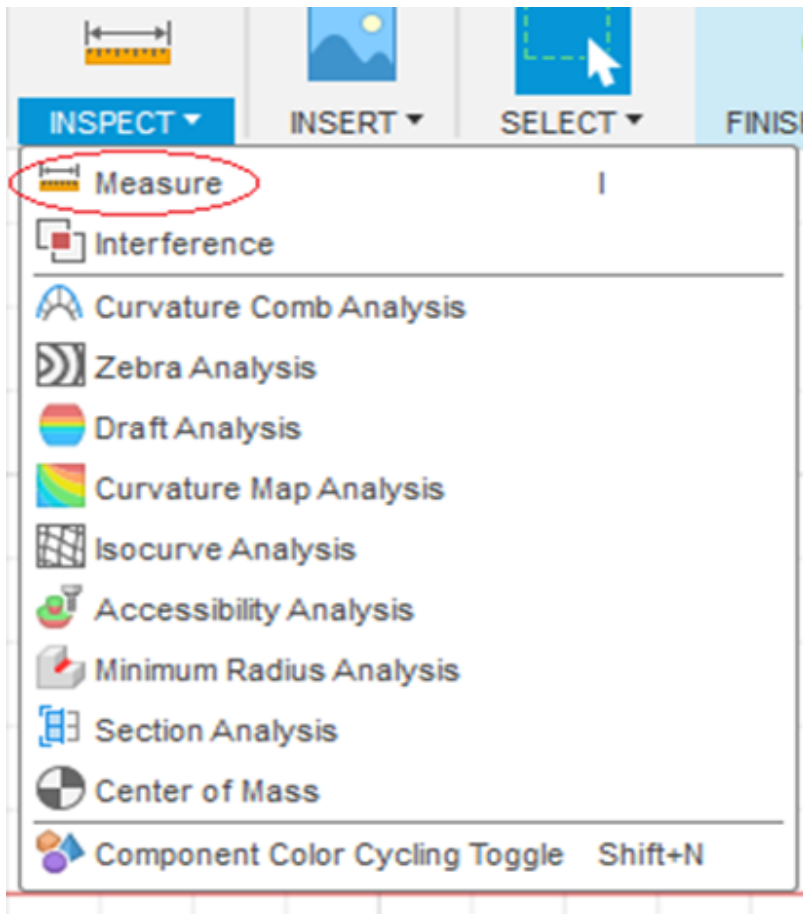 INSPECT INSERT SELECT
Measure I
Interference
Curvature Comb Analysis
Zebra Analysis
Draft Analysis
Curvature Map Analysis
Isocurve Analysis
Accessibility Analysis
Minimum Radius Analysis
Section Analysis
Center of Mass
Component Color Cycling Toggle Shift+N